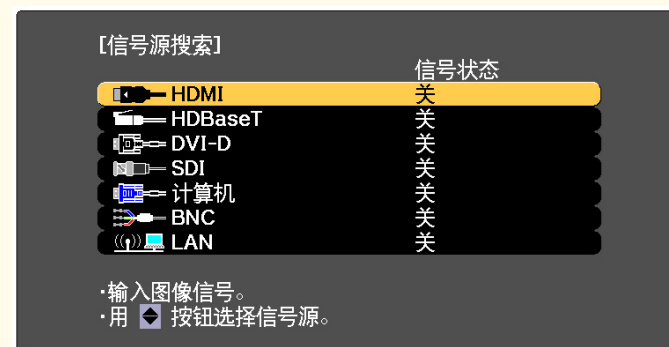 [信号源搜索]
信号状态
HDMI 关
HDBaseT 关
DVI-D 关
SDI 关
计算机 关
BNC 关
LAN 关
·输入图像信号。
·用 按钮选择信号源。